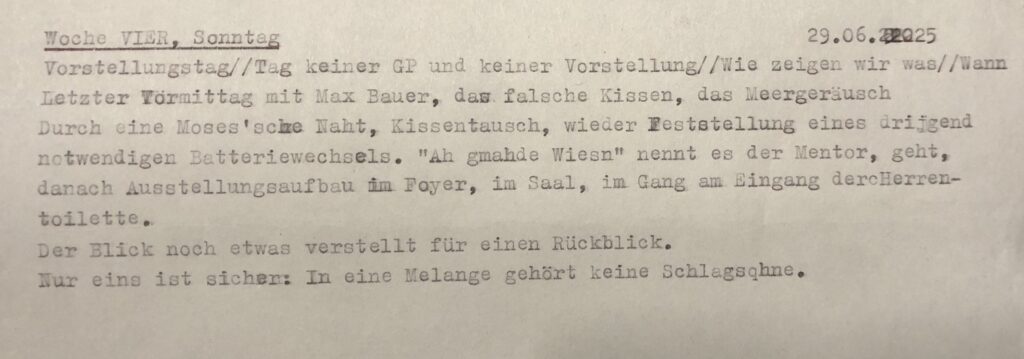 Woche VIER, Sonntag 29.06.2025
Vorstellungstag//Tag keiner GP und keiner Vorstellung//Wie zeigen wir was//Wann
Letzter Vormittag mit Max Bauer, das falsche Kissen, das Meergeräusch
Durch eine Moses'sche Naht, Kissentausch, wieder Feststellung eines drijgend
notwendigen Batteriewechsels. "Ah gmahde Wiesn" nennt es der Mentor, geht,
danach Ausstellungsaufbau im Foyer, im Saal, im Gang am Eingang dercHerren-
toilette.
Der Blick noch etwas verstellt für einen Rückblick.
Nur eins ist sicher: In eine Melange gehört keine Schlagsqhne.